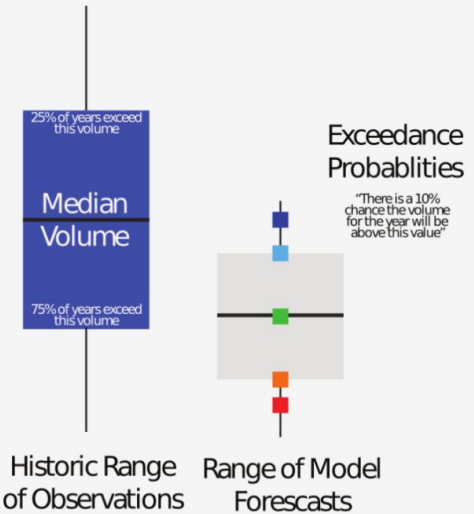 25% of years exceed
this volume
Median
Volume
75% of years exceed
this volume
Exceedance
Probablities
“There is a 10%
chance the volume
for the year will be
above this value”
Historic Range
of Observations
Range of Model
Forescasts